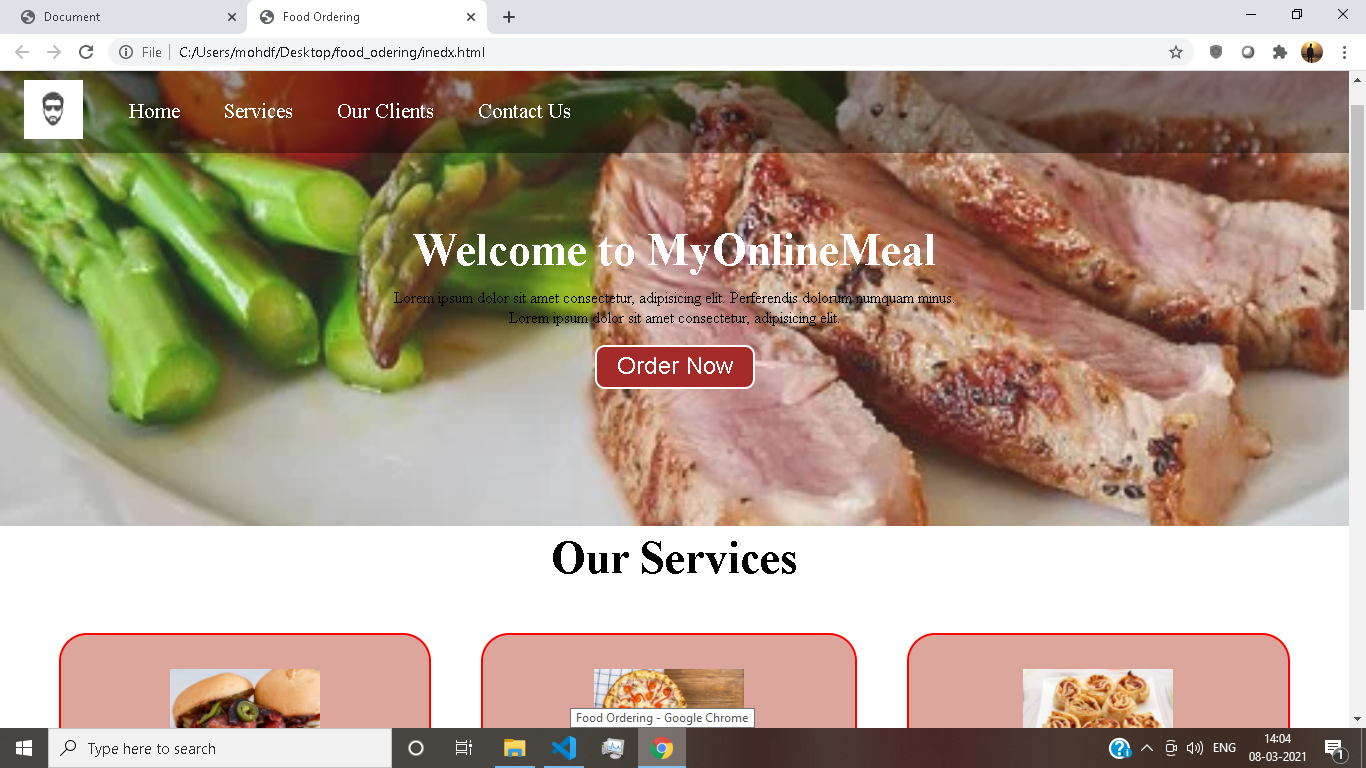 Document
Food Ordering
File
C:/Users/mohdf/Desktop/food_odering/inedx.html
Home
Services
Our Clients
Contact Us
Welcome to MyOnlineMeal
Lorem ipsum dolor sit amet consectetur, adipisicing elit. Perferendis dolorum numquam minus.
Lorem ipsum dolor sit amet consectetur, adipisicing elit.
Order Now
Our Services
Food Ordering - Google Chrome
Type here to search
ENG
14:04
08-03-2021
1